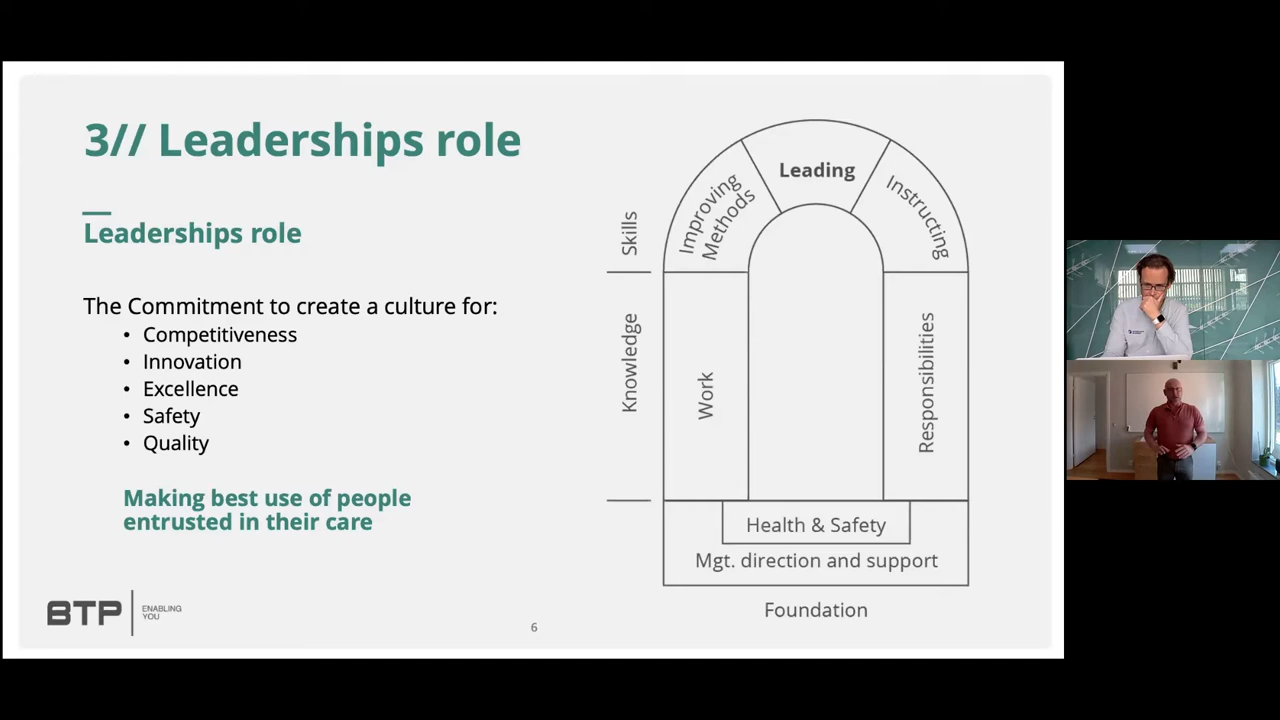 3// Leaderships role
Leaderships role
The Commitment to create a culture for:
• Competitiveness
• Innovation
• Excellence
• Safety
• Quality
Making best use of people
entrusted in their care
BTP
ENABLING
YOU
6
Skills
Knowledge
Improving
Methods
Leading
Instructing
Work
Responsibilities
Health & Safety
Mgt. direction and support
Foundation